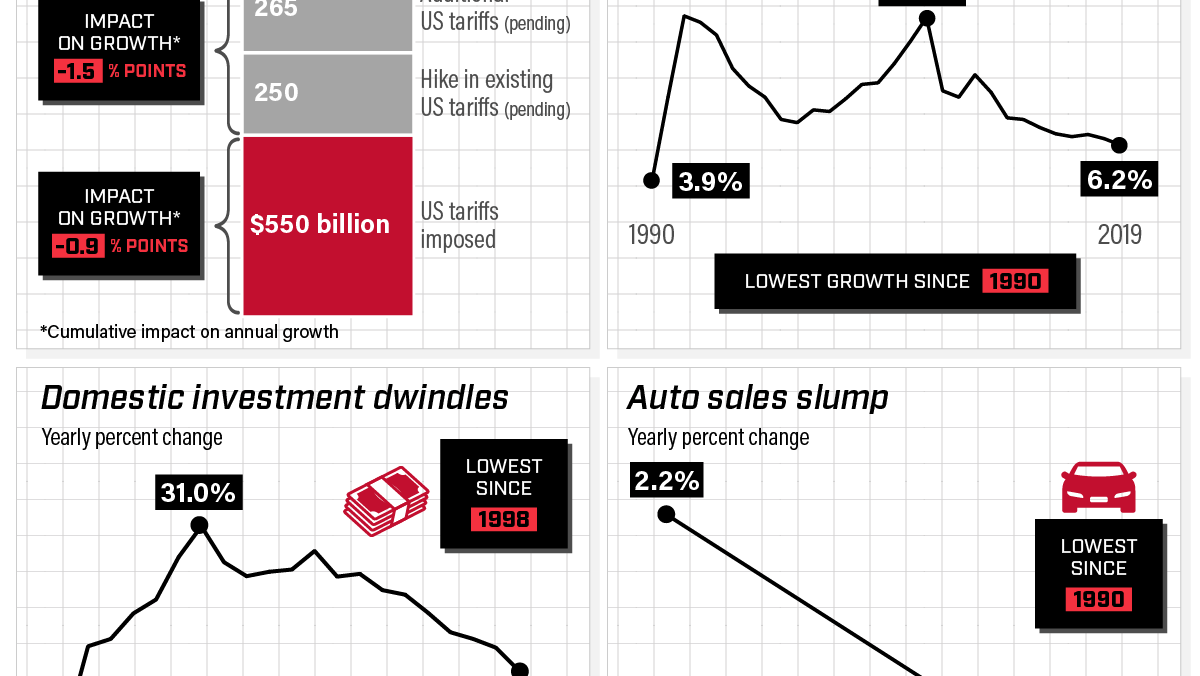 IMPACT
ON GROWTH*
-1.5 % POINTS
265
US tariffs (pending)
250
Hike in existing
US tariffs (pending)
IMPACT
ON GROWTH*
-0.9 % POINTS
$550 billion
US tariffs
imposed
*Cumulative impact on annual growth
3.9%
6.2%
1990
2019
LOWEST GROWTH SINCE 1990
Domestic investment dwindles
Yearly percent change
31.0%
LOWEST
SINCE
1998
Auto sales slump
Yearly percent change
2.2%
LOWEST
SINCE
1990